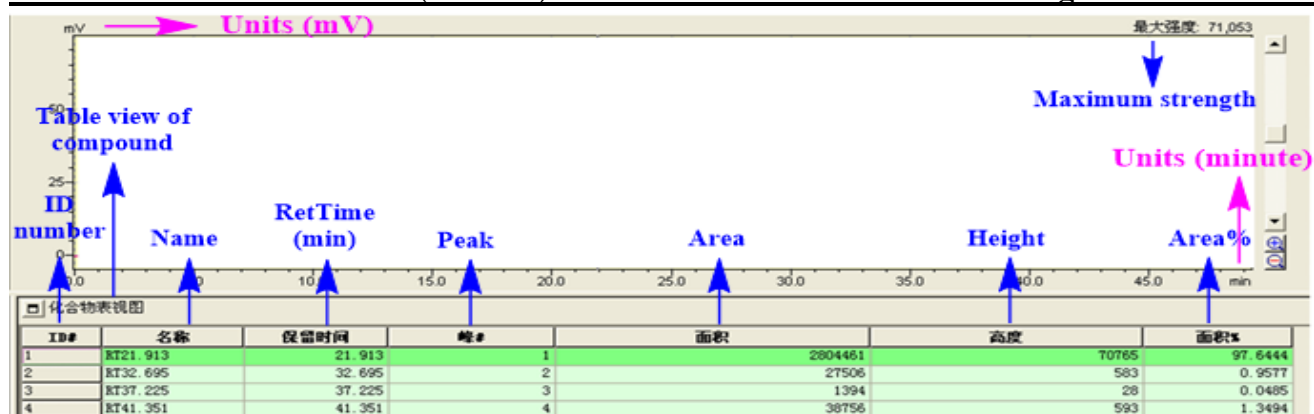 mV Units (mV) 最大强度: 71,053
Maximum strength
Units (minute)
Table view of
compound
50
25
0
ID
number
Name
RetTime
(min)
Peak
Area
Height
Area%
15.0 20.0 25.0 30.0 35.0 40.0 45.0 min
化合物表视图
ID# 名称 保留时间 峰# 面积 高度 面积%
1 RT21.913 21.913 1 2804461 70765 97.6444
2 RT32.695 32.695 2 27506 583 0.9577
3 RT37.225 37.225 3 1394 28 0.0485
4 RT41.351 41.351 4 38756 593 1.3494